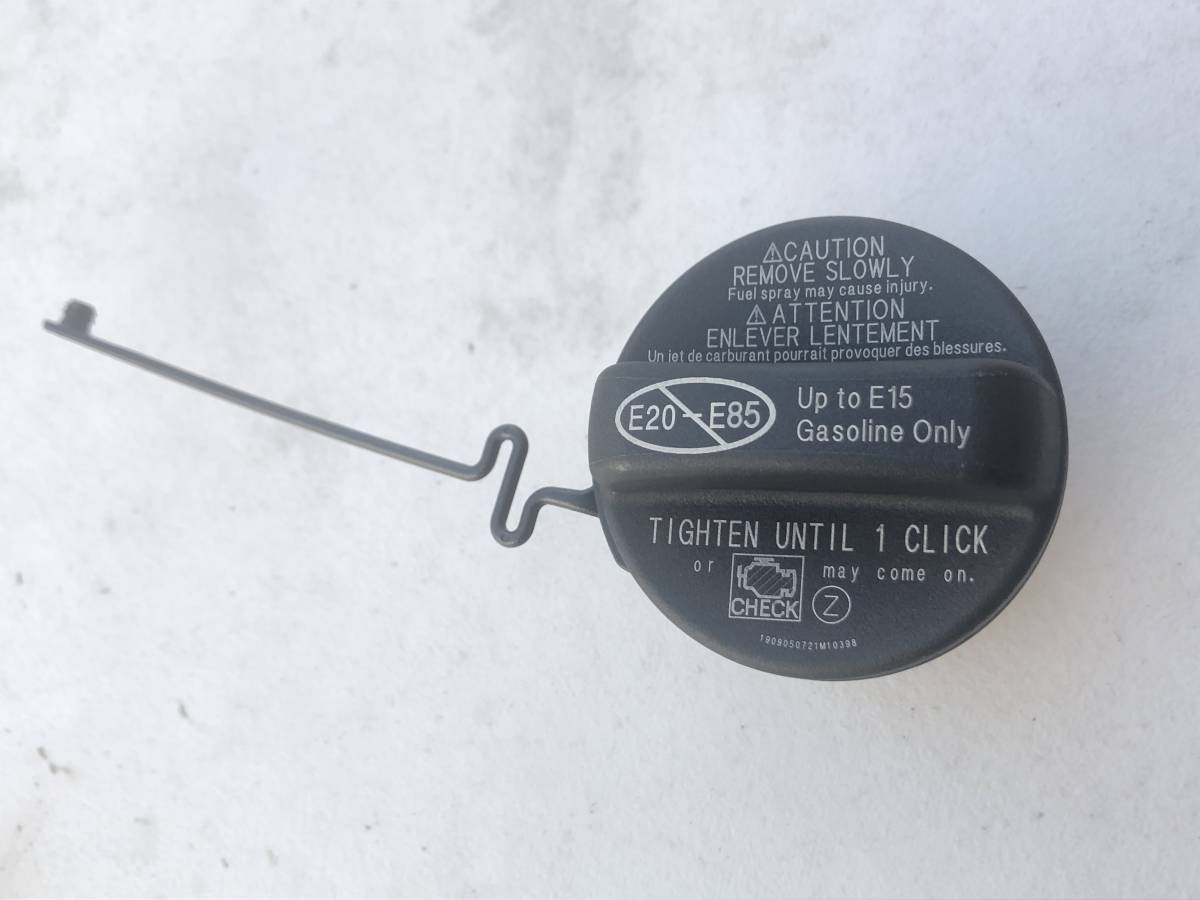 ⚠CAUTION
REMOVE SLOWLY
Fuel spray may cause injury.
⚠ATTENTION
ENLEVER LENTEMENT
Un jet de carburant pourrait provoquer des blessures.
E20-E85
Up to E15
Gasoline Only
TIGHTEN UNTIL 1 CLICK
or CHECK may come on.
Z
1909050721M10398